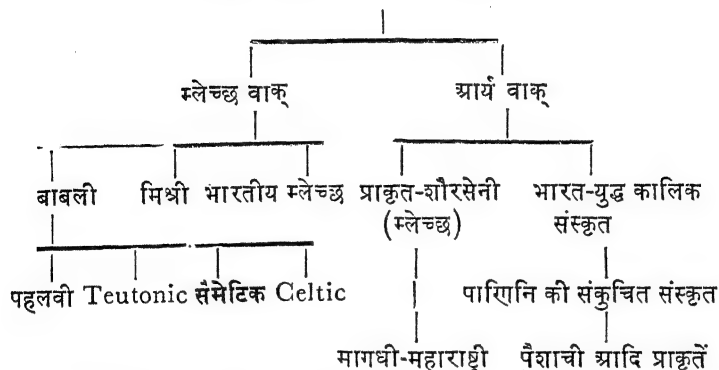 म्लेच्छ वाक् आर्य वाक्
बाबली मिश्री भारतीय म्लेच्छ प्राकृत-शौरसेनी भारत-युद्ध कालिक
(म्लेच्छ) संस्कृत
पहलवी Teutonic सैमेटिक Celtic पाणिनि की संकुचित संस्कृत
मागधी-महाराष्ट्री पैशाची आदि प्राकृतें